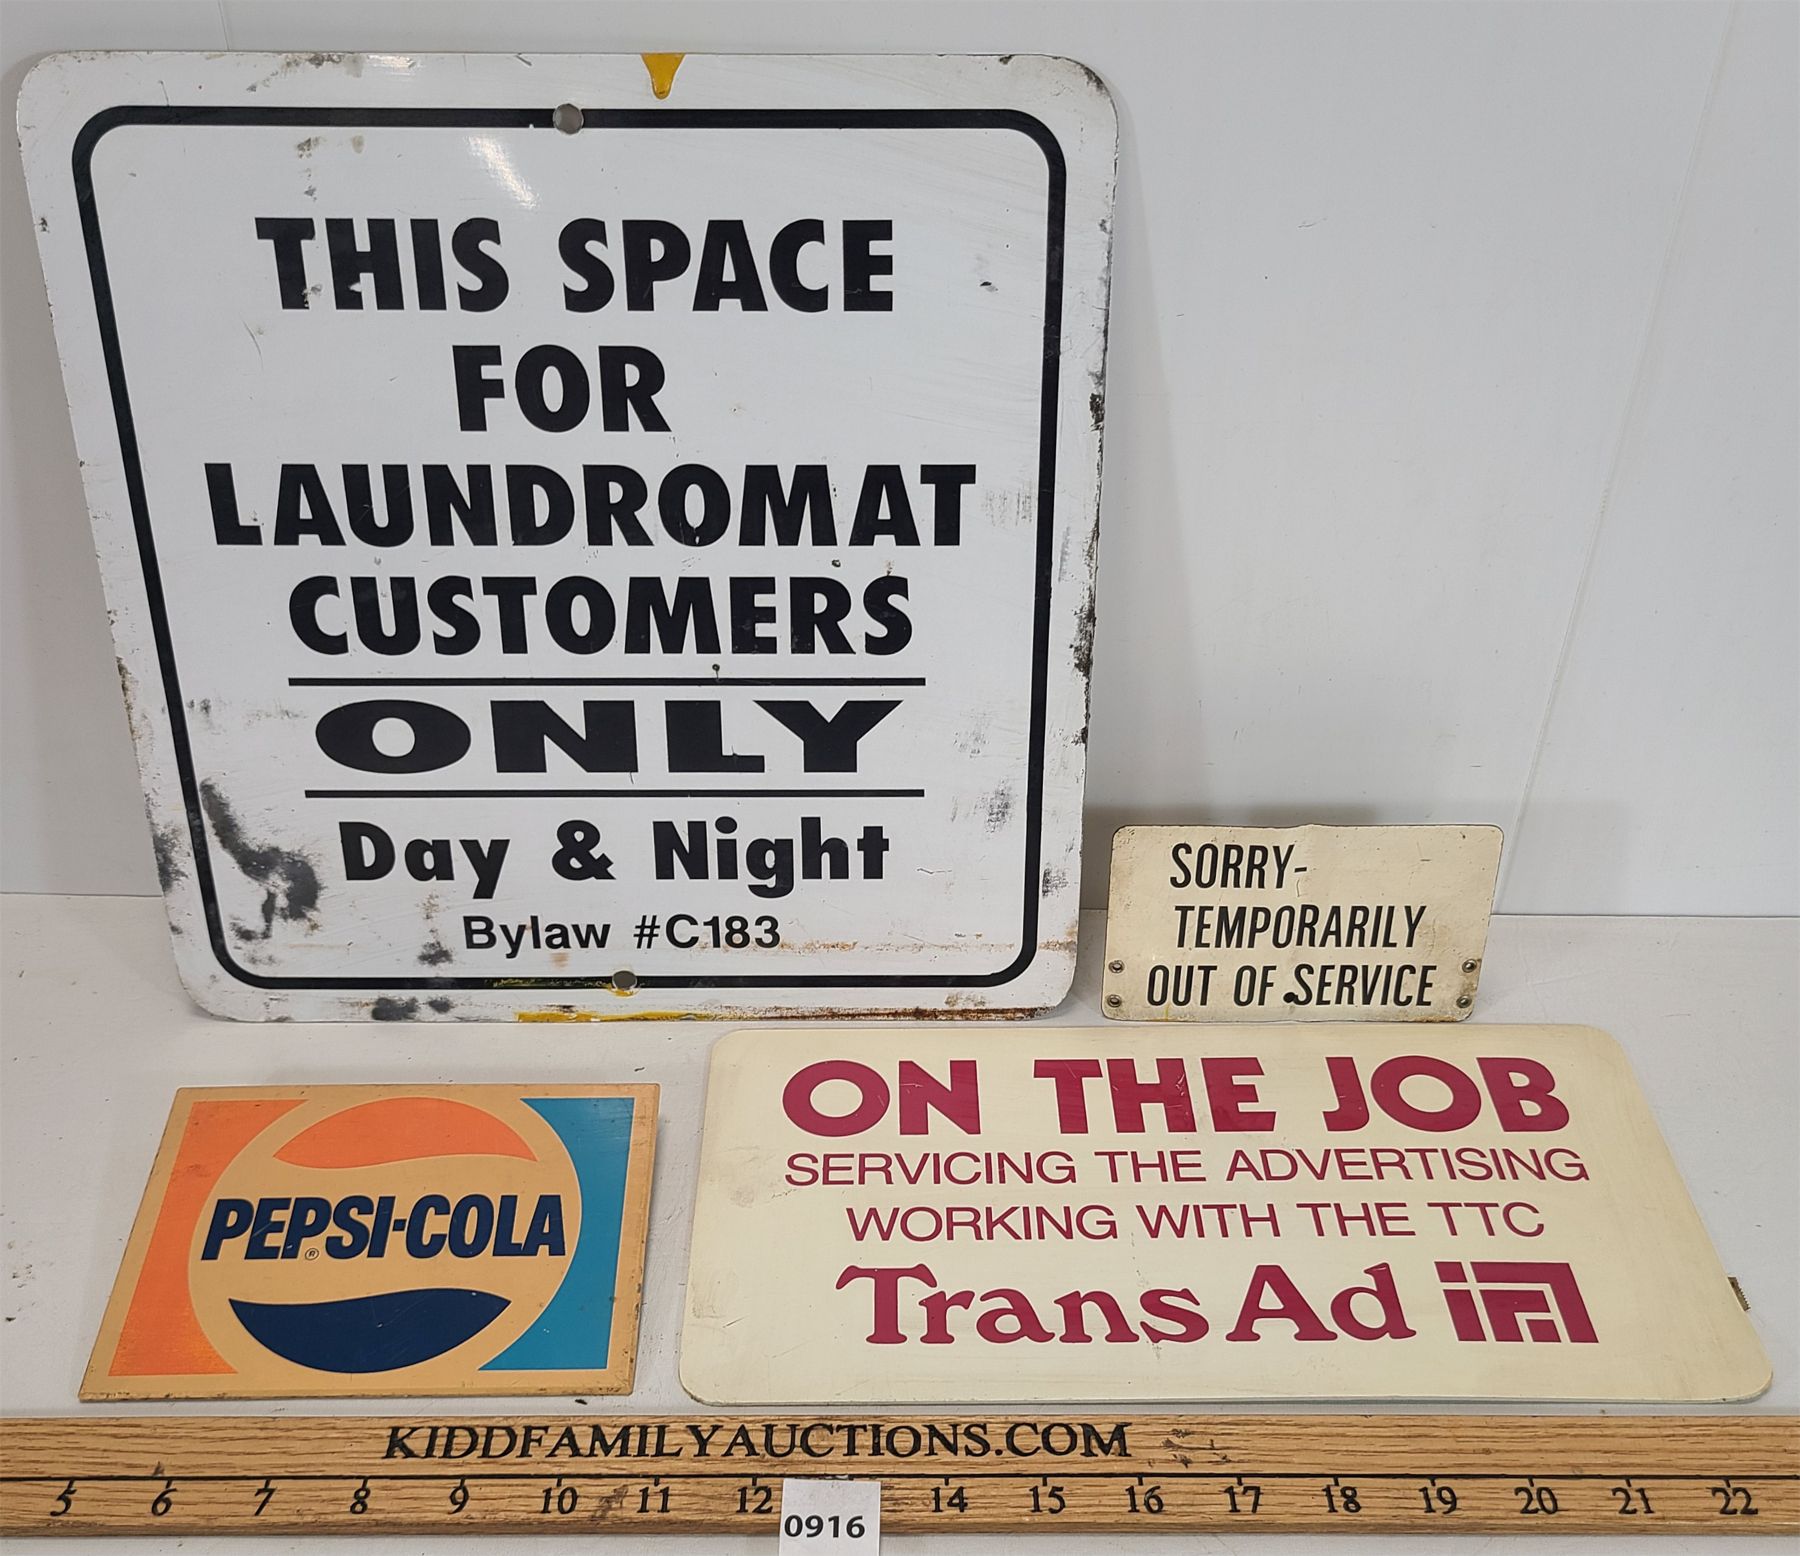 THIS SPACE
FOR
LAUNDROMAT
CUSTOMERS
ONLY
Day & Night
Bylaw #C183
SORRY-
TEMPORARILY
OUT OF SERVICE
PEPSI-COLA
®
ON THE JOB
SERVICING THE ADVERTISING
WORKING WITH THE TTC
Trans Ad
KIDDFAMILYAUCTIONS.COM
5 6 7 8 9 10 11 12 14 15 16 17 18 19 20 21 22
0916